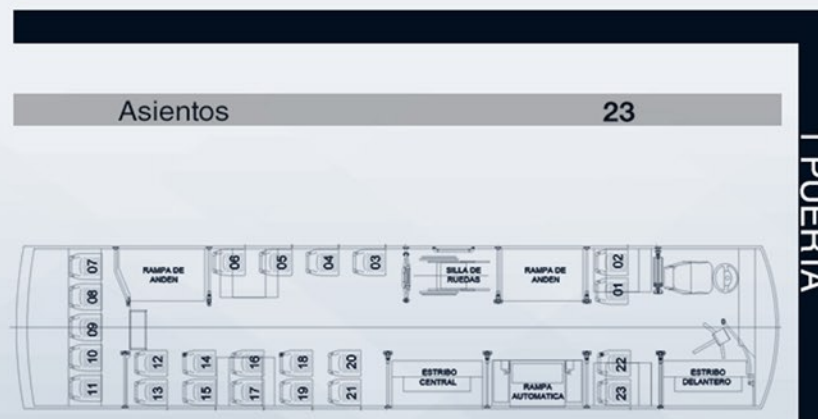 Asientos 23
1 PUERTA
07
RAMPA DE
ANDEN
06
05
04
03
SILLA DE
RUEDAS
RAMPA DE
ANDEN
02
01
08
09
10
11
12
13
14
15
16
17
18
19
20
21
ESTRIBO
CENTRAL
RAMPA
AUTOMATICA
22
23
ESTRIBO
DELANTERO